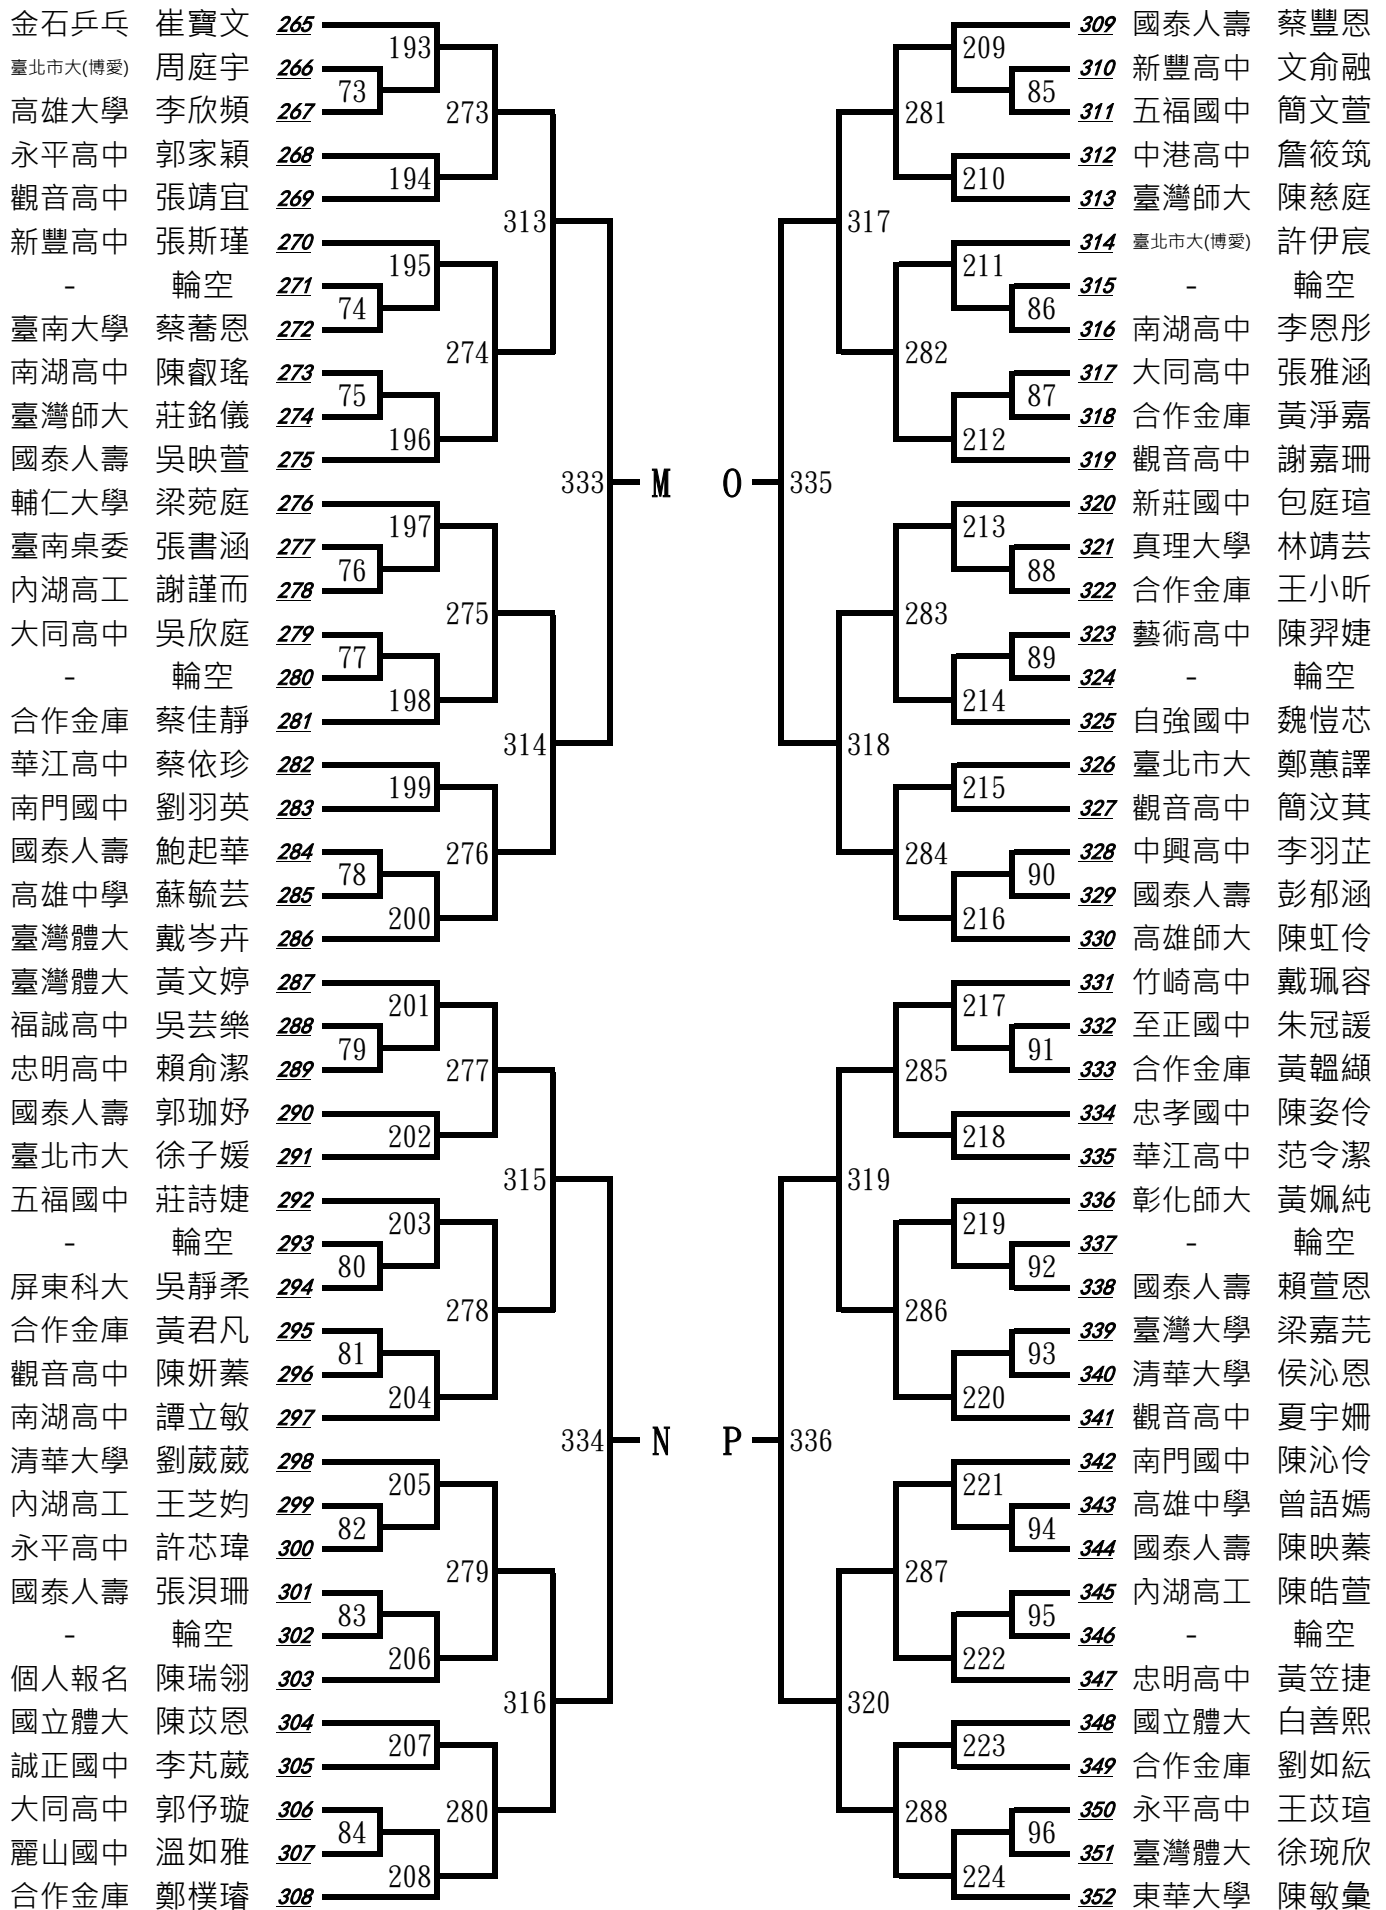 金石乒乓 崔寶文 265
193
臺北市大(博愛) 周庭宇 266
73
高雄大學 李欣頻 267
273
永平高中 郭家穎 268
194
觀音高中 張靖宜 269
313
新豐高中 張斯瑾 270
195
- 輪空 271
74
臺南大學 蔡蕎恩 272
274
南湖高中 陳叡瑤 273
75
臺灣師大 莊銘儀 274
196
國泰人壽 吳映萱 275
333 M
輔仁大學 梁菀庭 276
197
臺南桌委 張書涵 277
76
內湖高工 謝謹而 278
275
大同高中 吳欣庭 279
77
- 輪空 280
198
合作金庫 蔡佳靜 281
314
華江高中 蔡依珍 282
199
南門國中 劉羽英 283
276
國泰人壽 鮑起華 284
78
高雄中學 蘇毓芸 285
200
臺灣體大 戴岑卉 286
臺灣體大 黃文婷 287
201
福誠高中 吳芸樂 288
79
忠明高中 賴俞潔 289
277
國泰人壽 郭珈妤 290
202
臺北市大 徐子媛 291
315
五福國中 莊詩婕 292
203
- 輪空 293
80
屏東科大 吳靜柔 294
278
合作金庫 黃君凡 295
81
觀音高中 陳妍蓁 296
204
南湖高中 譚立敏 297
334 N
清華大學 劉葳葳 298
205
內湖高工 王芝妁 299
82
永平高中 許芯瑋 300
279
國泰人壽 張浿珊 301
83
- 輪空 302
206
個人報名 陳瑞翎 303
316
國立體大 陳苡恩 304
207
誠正國中 李芃葳 305
280
大同高中 郭伃璇 306
84
麗山國中 溫如雅 307
208
合作金庫 鄭樸璿 308
309 國泰人壽 蔡豐恩
209
310 新豐高中 文俞融
85
311 五福國中 簡文萱
281
312 中港高中 詹筱筑
210
313 臺灣師大 陳慈庭
317
314 臺北市大(博愛) 許伊宸
211
315 - 輪空
86
316 南湖高中 李恩彤
282
317 大同高中 張雅涵
87
318 合作金庫 黃淨嘉
212
319 觀音高中 謝嘉珊
O 335
320 新莊國中 包庭瑄
213
321 真理大學 林靖芸
88
322 合作金庫 王小昕
283
323 藝術高中 陳羿婕
89
324 - 輪空
214
325 自強國中 魏愷芯
318
326 臺北市大 鄭蕙譯
215
327 觀音高中 簡汶萁
284
328 中興高中 李羽芷
90
329 國泰人壽 彭郁涵
216
330 高雄師大 陳虹伶
331 竹崎高中 戴珮容
217
332 至正國中 朱冠諼
91
333 合作金庫 黃韞纈
285
334 忠孝國中 陳姿伶
218
335 華江高中 范令潔
319
336 彰化師大 黃姵純
219
337 - 輪空
92
338 國泰人壽 賴萱恩
286
339 臺灣大學 梁嘉芫
93
340 清華大學 侯沁恩
220
341 觀音高中 夏宇姍
P 336
342 南門國中 陳沁伶
221
343 高雄中學 曾語嫣
94
344 國泰人壽 陳映蓁
287
345 內湖高工 陳皓萱
95
346 - 輪空
222
347 忠明高中 黃笠捷
320
348 國立體大 白善熙
223
349 合作金庫 劉如紜
288
350 永平高中 王苡瑄
96
351 臺灣體大 徐琬欣
224
352 東華大學 陳敏彙